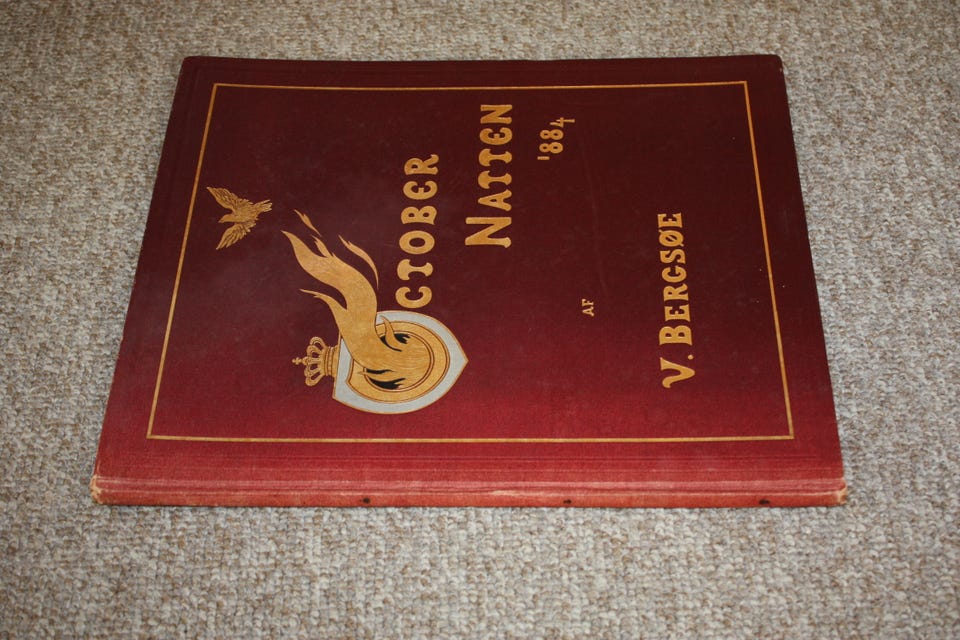 OCTOBER
NATTEN
1884
AF
V. BERGSØE